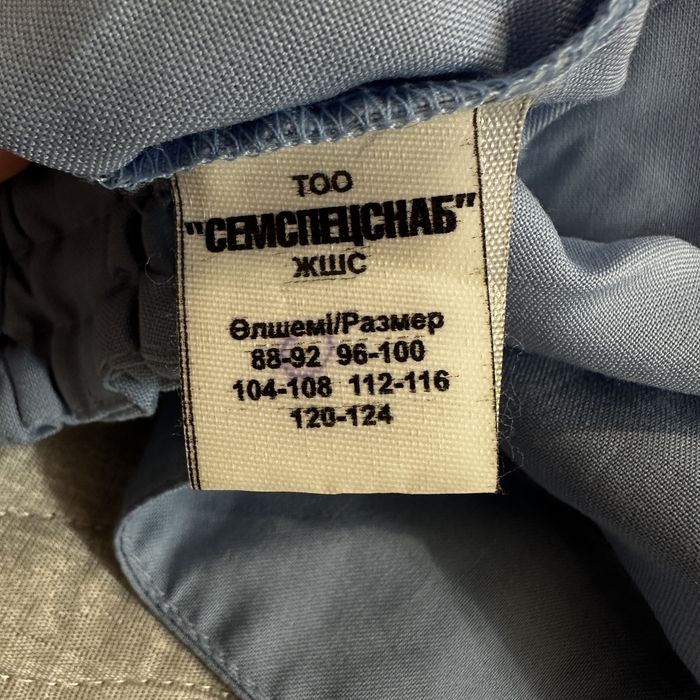 ТОО
"СЕМСПЕЦСНАБ"
ЖШС
Өлшемі/Размер
88-92 96-100
104-108 112-116
120-124